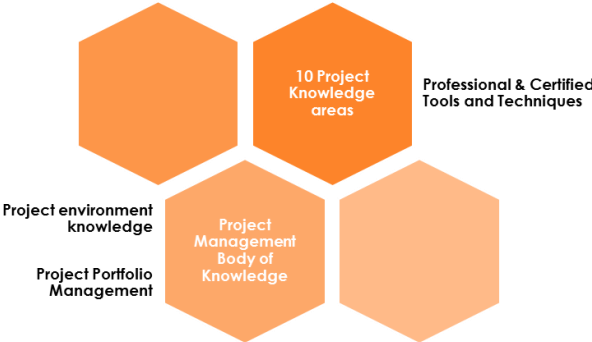 10 Project
Knowledge
areas
Professional & Certified
Tools and Techniques
Project environment
knowledge
Project Portfolio
Management
Project
Management
Body of
Knowledge